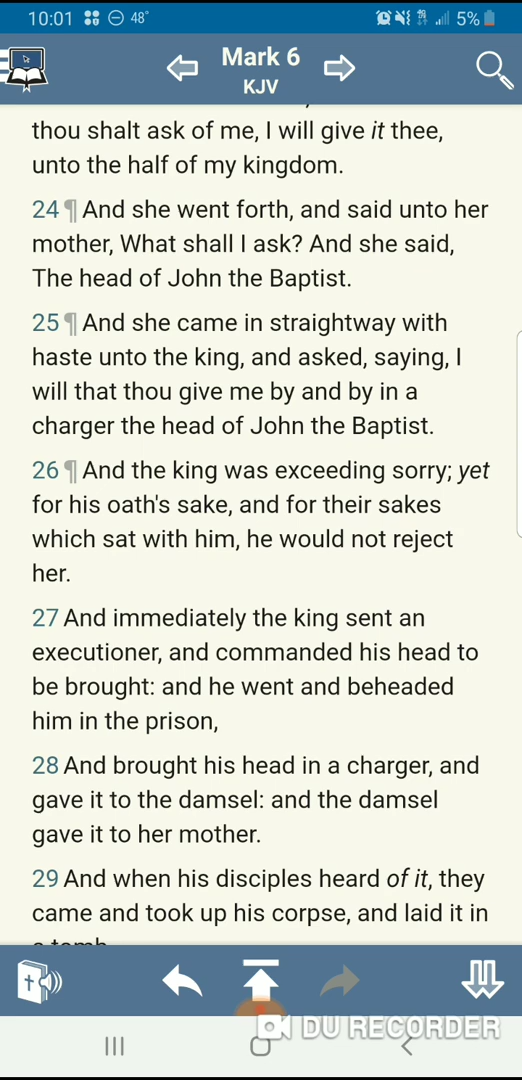 10:01 48° 5%
Mark 6
KJV
thou shalt ask of me, I will give it thee,
unto the half of my kingdom.
24 ¶ And she went forth, and said unto her
mother, What shall I ask? And she said,
The head of John the Baptist.
25 ¶ And she came in straightway with
haste unto the king, and asked, saying, I
will that thou give me by and by in a
charger the head of John the Baptist.
26 ¶ And the king was exceeding sorry; yet
for his oath's sake, and for their sakes
which sat with him, he would not reject
her.
27 And immediately the king sent an
executioner, and commanded his head to
be brought: and he went and beheaded
him in the prison,
28 And brought his head in a charger, and
gave it to the damsel: and the damsel
gave it to her mother.
29 And when his disciples heard of it, they
came and took up his corpse, and laid it in
a tomb
DU RECORDER